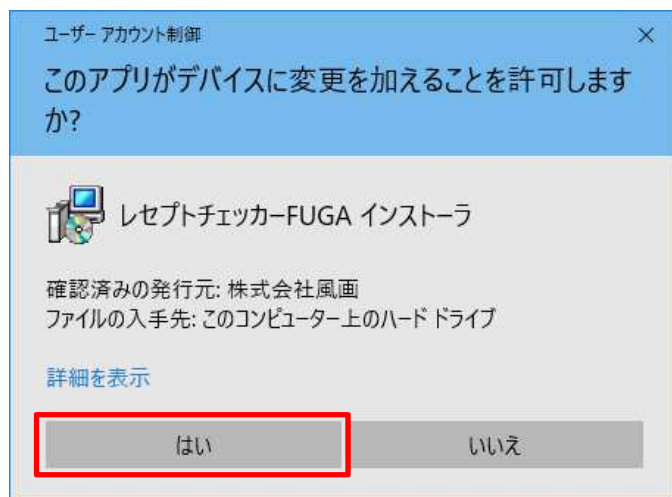 ユーザー アカウント制御
このアプリがデバイスに変更を加えることを許可します
か?
レセプトチェッカーFUGA インストーラ
確認済みの発行元: 株式会社風画
ファイルの入手先: このコンピューター上のハード ドライブ
詳細を表示
はい
いいえ